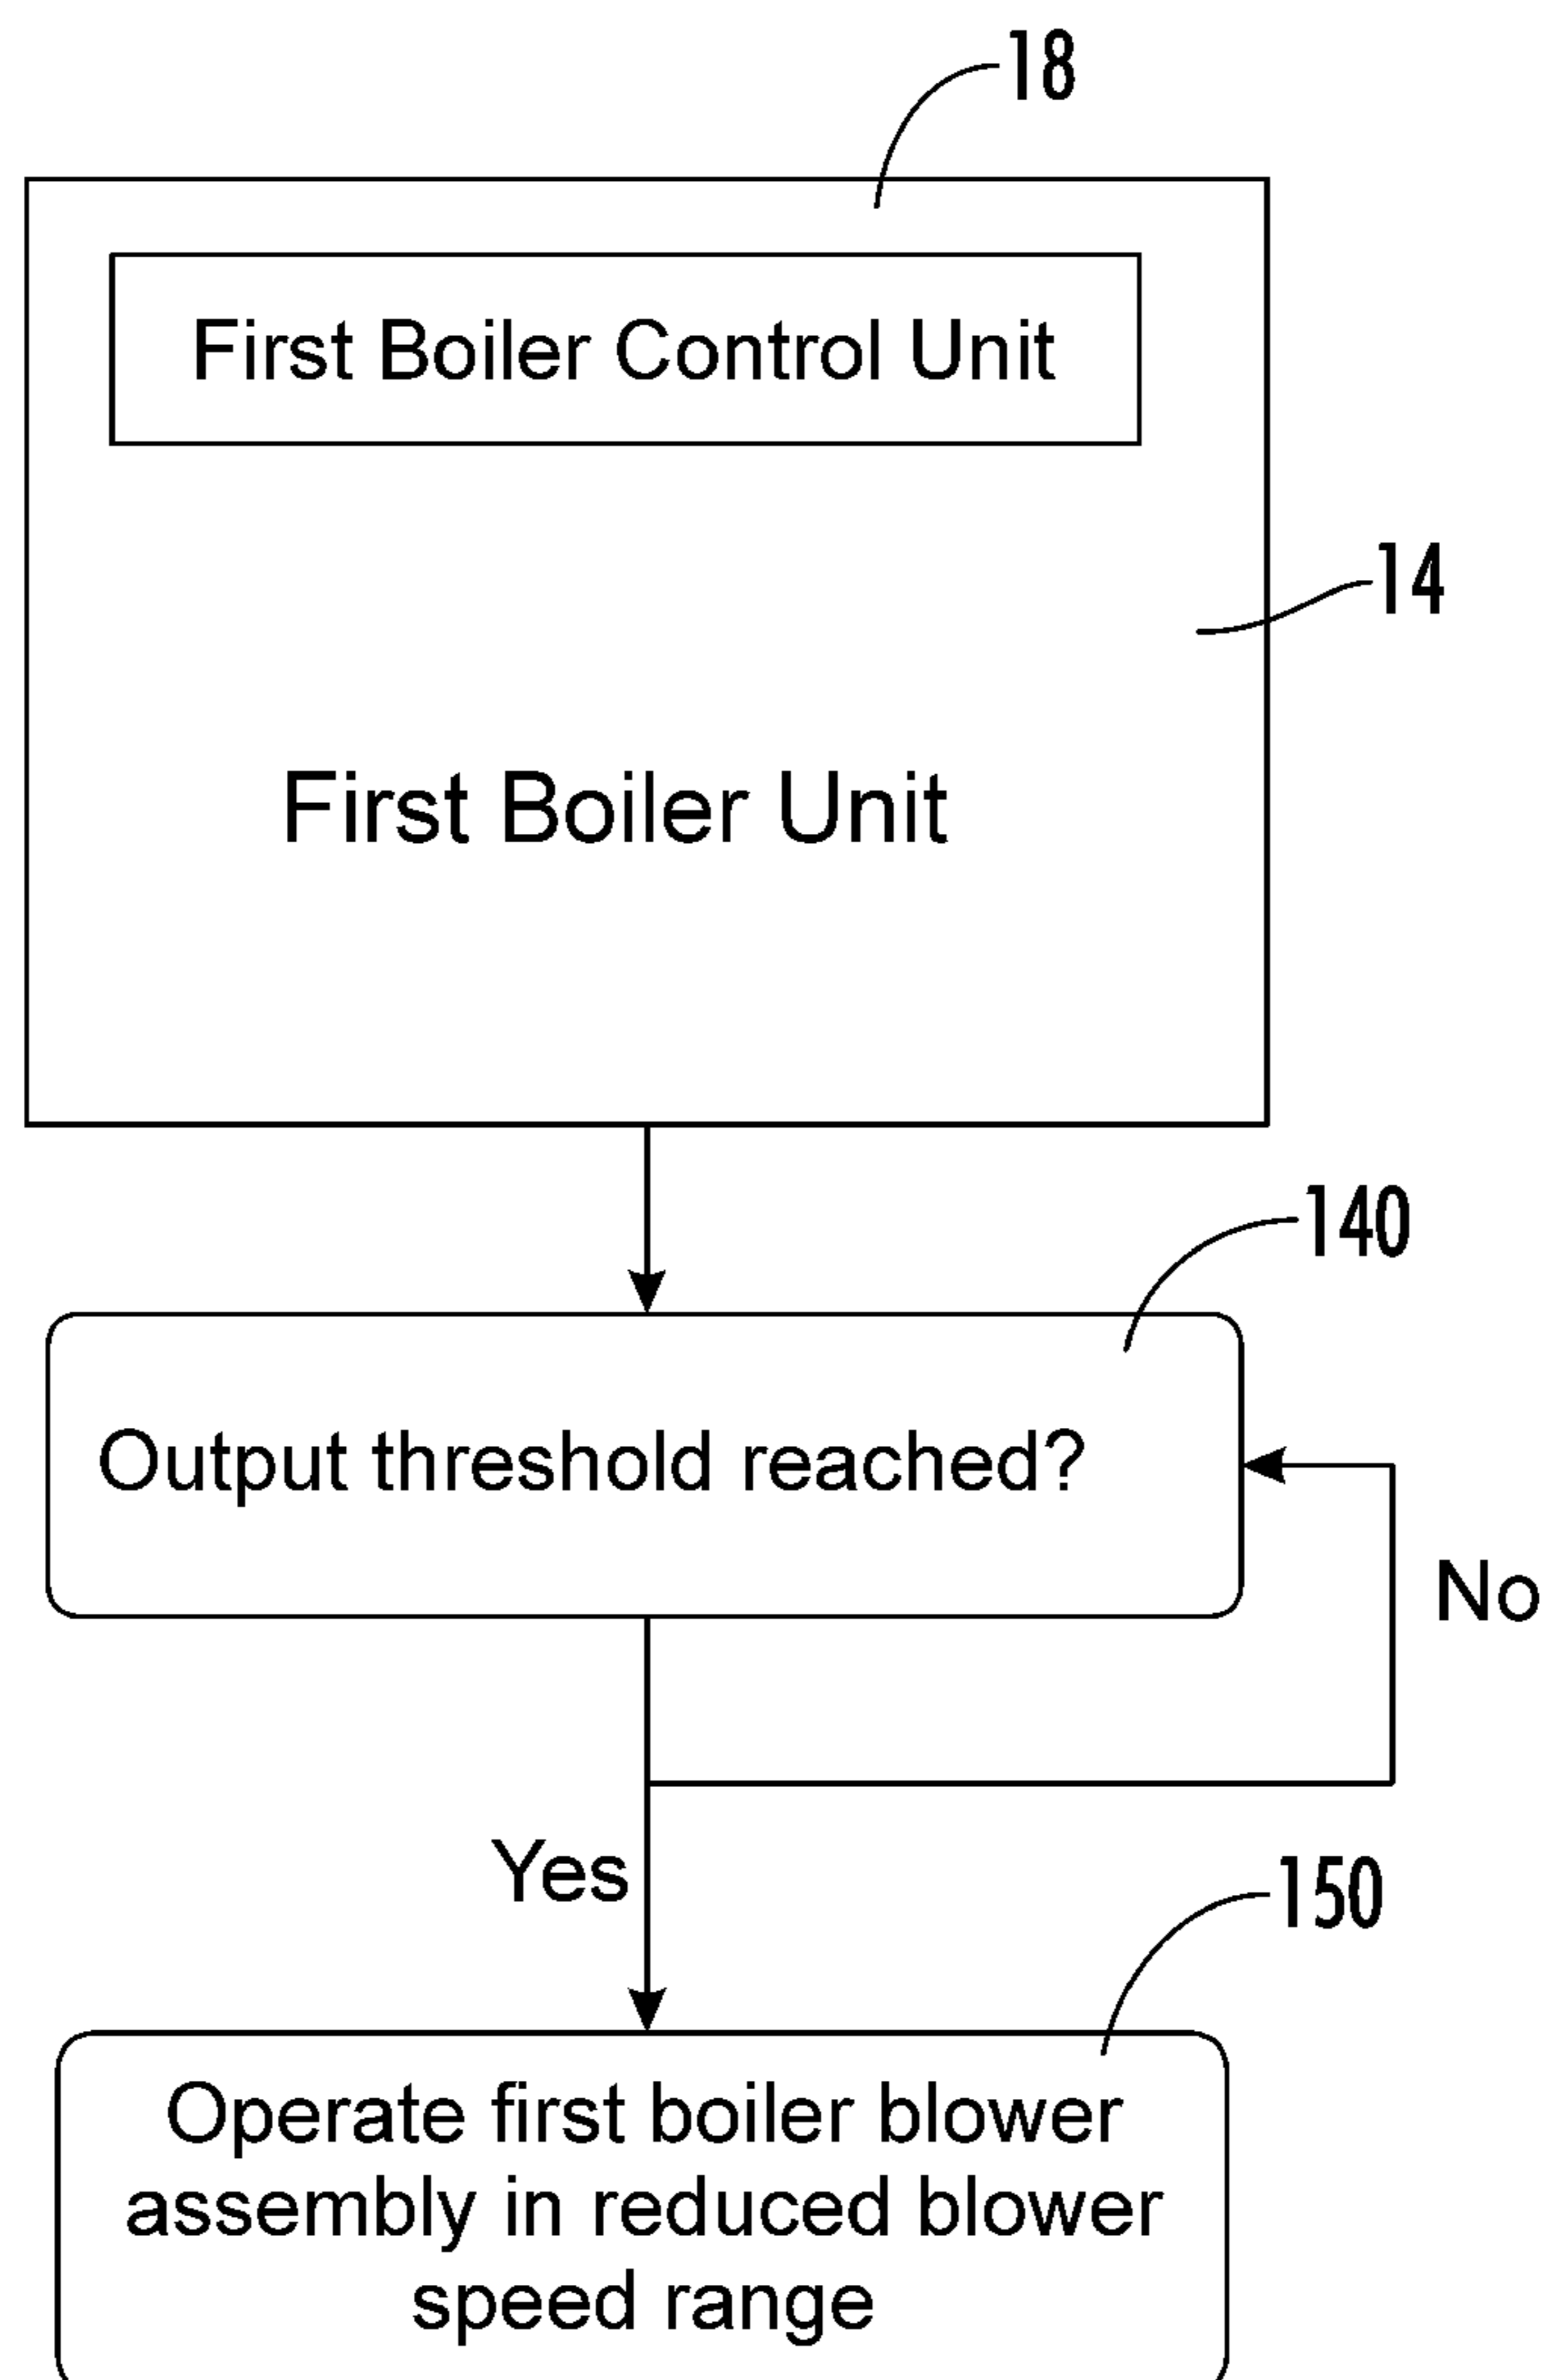 18
First Boiler Control Unit
14
First Boiler Unit
140
Output threshold reached?
No
Yes
150
Operate first boiler blower
assembly in reduced blower
speed range